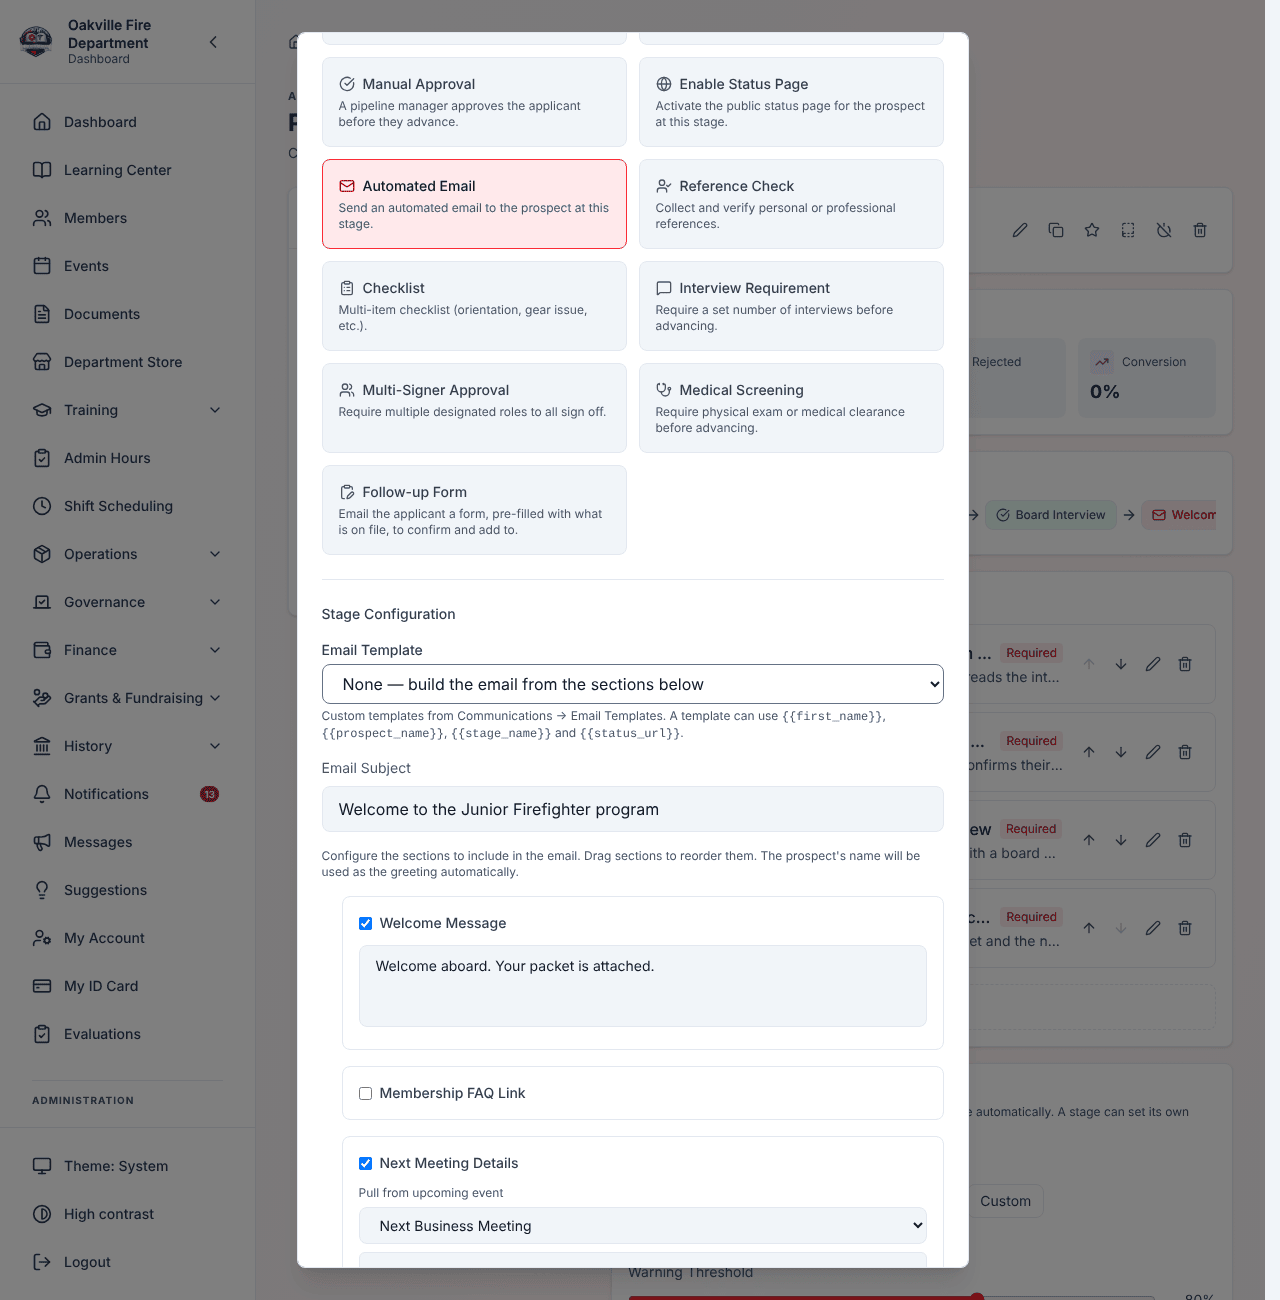 Oakville Fire
Department
Dashboard
Dashboard
Learning Center
Members
Events
Documents
Department Store
Training
Admin Hours
Shift Scheduling
Operations
Governance
Finance
Grants & Fundraising
History
Notifications
13
Messages
Suggestions
My Account
My ID Card
Evaluations
ADMINISTRATION
Theme: System
High contrast
Logout
Manual Approval
A pipeline manager approves the applicant
before they advance.
Enable Status Page
Activate the public status page for the prospect
at this stage.
Automated Email
Send an automated email to the prospect at this
stage.
Reference Check
Collect and verify personal or professional
references.
Checklist
Multi-item checklist (orientation, gear issue,
etc.).
Interview Requirement
Require a set number of interviews before
advancing.
Multi-Signer Approval
Require multiple designated roles to all sign off.
Medical Screening
Require physical exam or medical clearance
before advancing.
Follow-up Form
Email the applicant a form, pre-filled with what
is on file, to confirm and add to.
Stage Configuration
Email Template
None — build the email from the sections below
Custom templates from Communications → Email Templates. A template can use {{first_name}},
{{prospect_name}}, {{stage_name}} and {{status_url}}.
Email Subject
Welcome to the Junior Firefighter program
Configure the sections to include in the email. Drag sections to reorder them. The prospect's name will be
used as the greeting automatically.
Welcome Message
Welcome aboard. Your packet is attached.
Membership FAQ Link
Next Meeting Details
Pull from upcoming event
Next Business Meeting
Rejected
Conversion
0%
→ Board Interview → Welcom
Required
reads the int...
Required
onfirms their...
ew Required
ith a board ...
c... Required
et and the n...
e automatically. A stage can set its own
Custom
Warning Threshold
80%